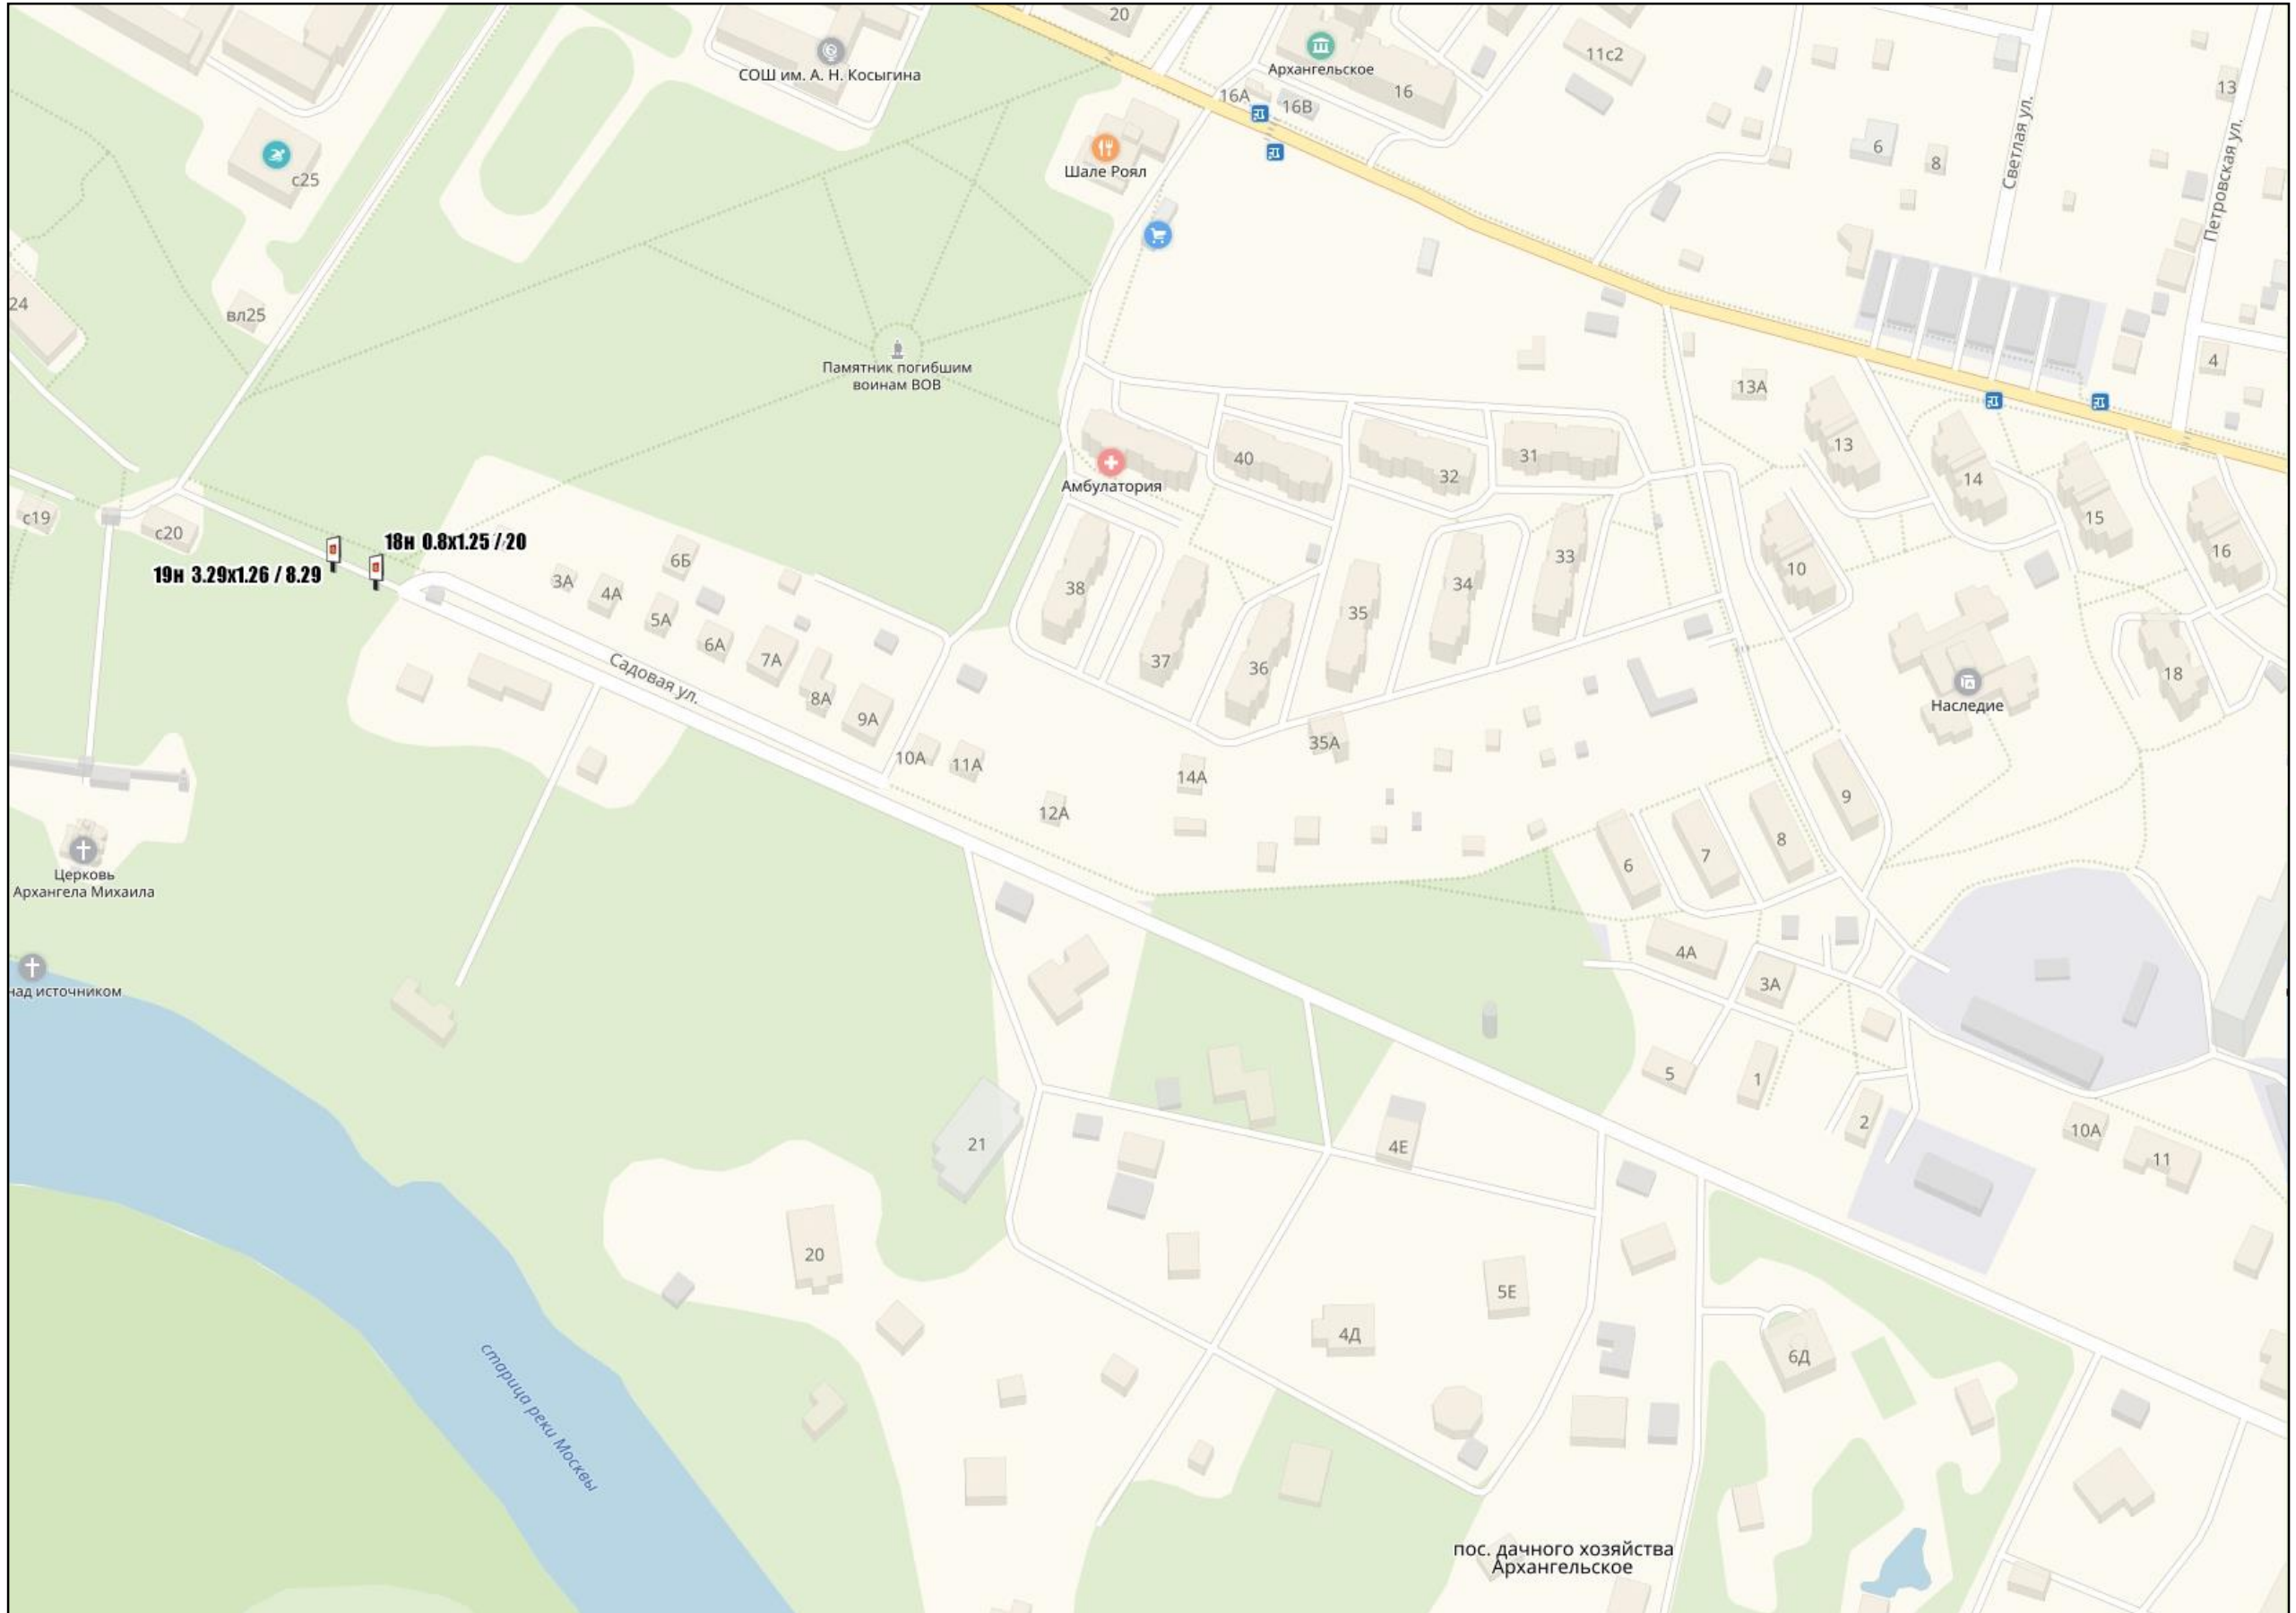 20
СОШ им. А. Н. Косыгина
Архангельское
16
11с2
16А
16В
13
Светлая ул.
Петровская ул.
6
8
с25
Шале Роял
24
вл25
Памятник погибшим
воинам ВОВ
4
13А
13
14
15
16
40
32
31
Амбулатория
с19
с20
18н 0.8х1.25 / 20
19н 3.29х1.26 / 8.29
3А
4А
6Б
5А
6А
7А
8А
9А
Садовая ул.
38
37
36
35
34
33
10
18
Наследие
10А
11А
12А
14А
35А
9
8
7
6
Церковь
Архангела Михаила
над источником
4А
3А
5
1
2
10А
11
21
4Е
20
5Е
4Д
6Д
старица реки Москвы
пос. дачного хозяйства
Архангельское